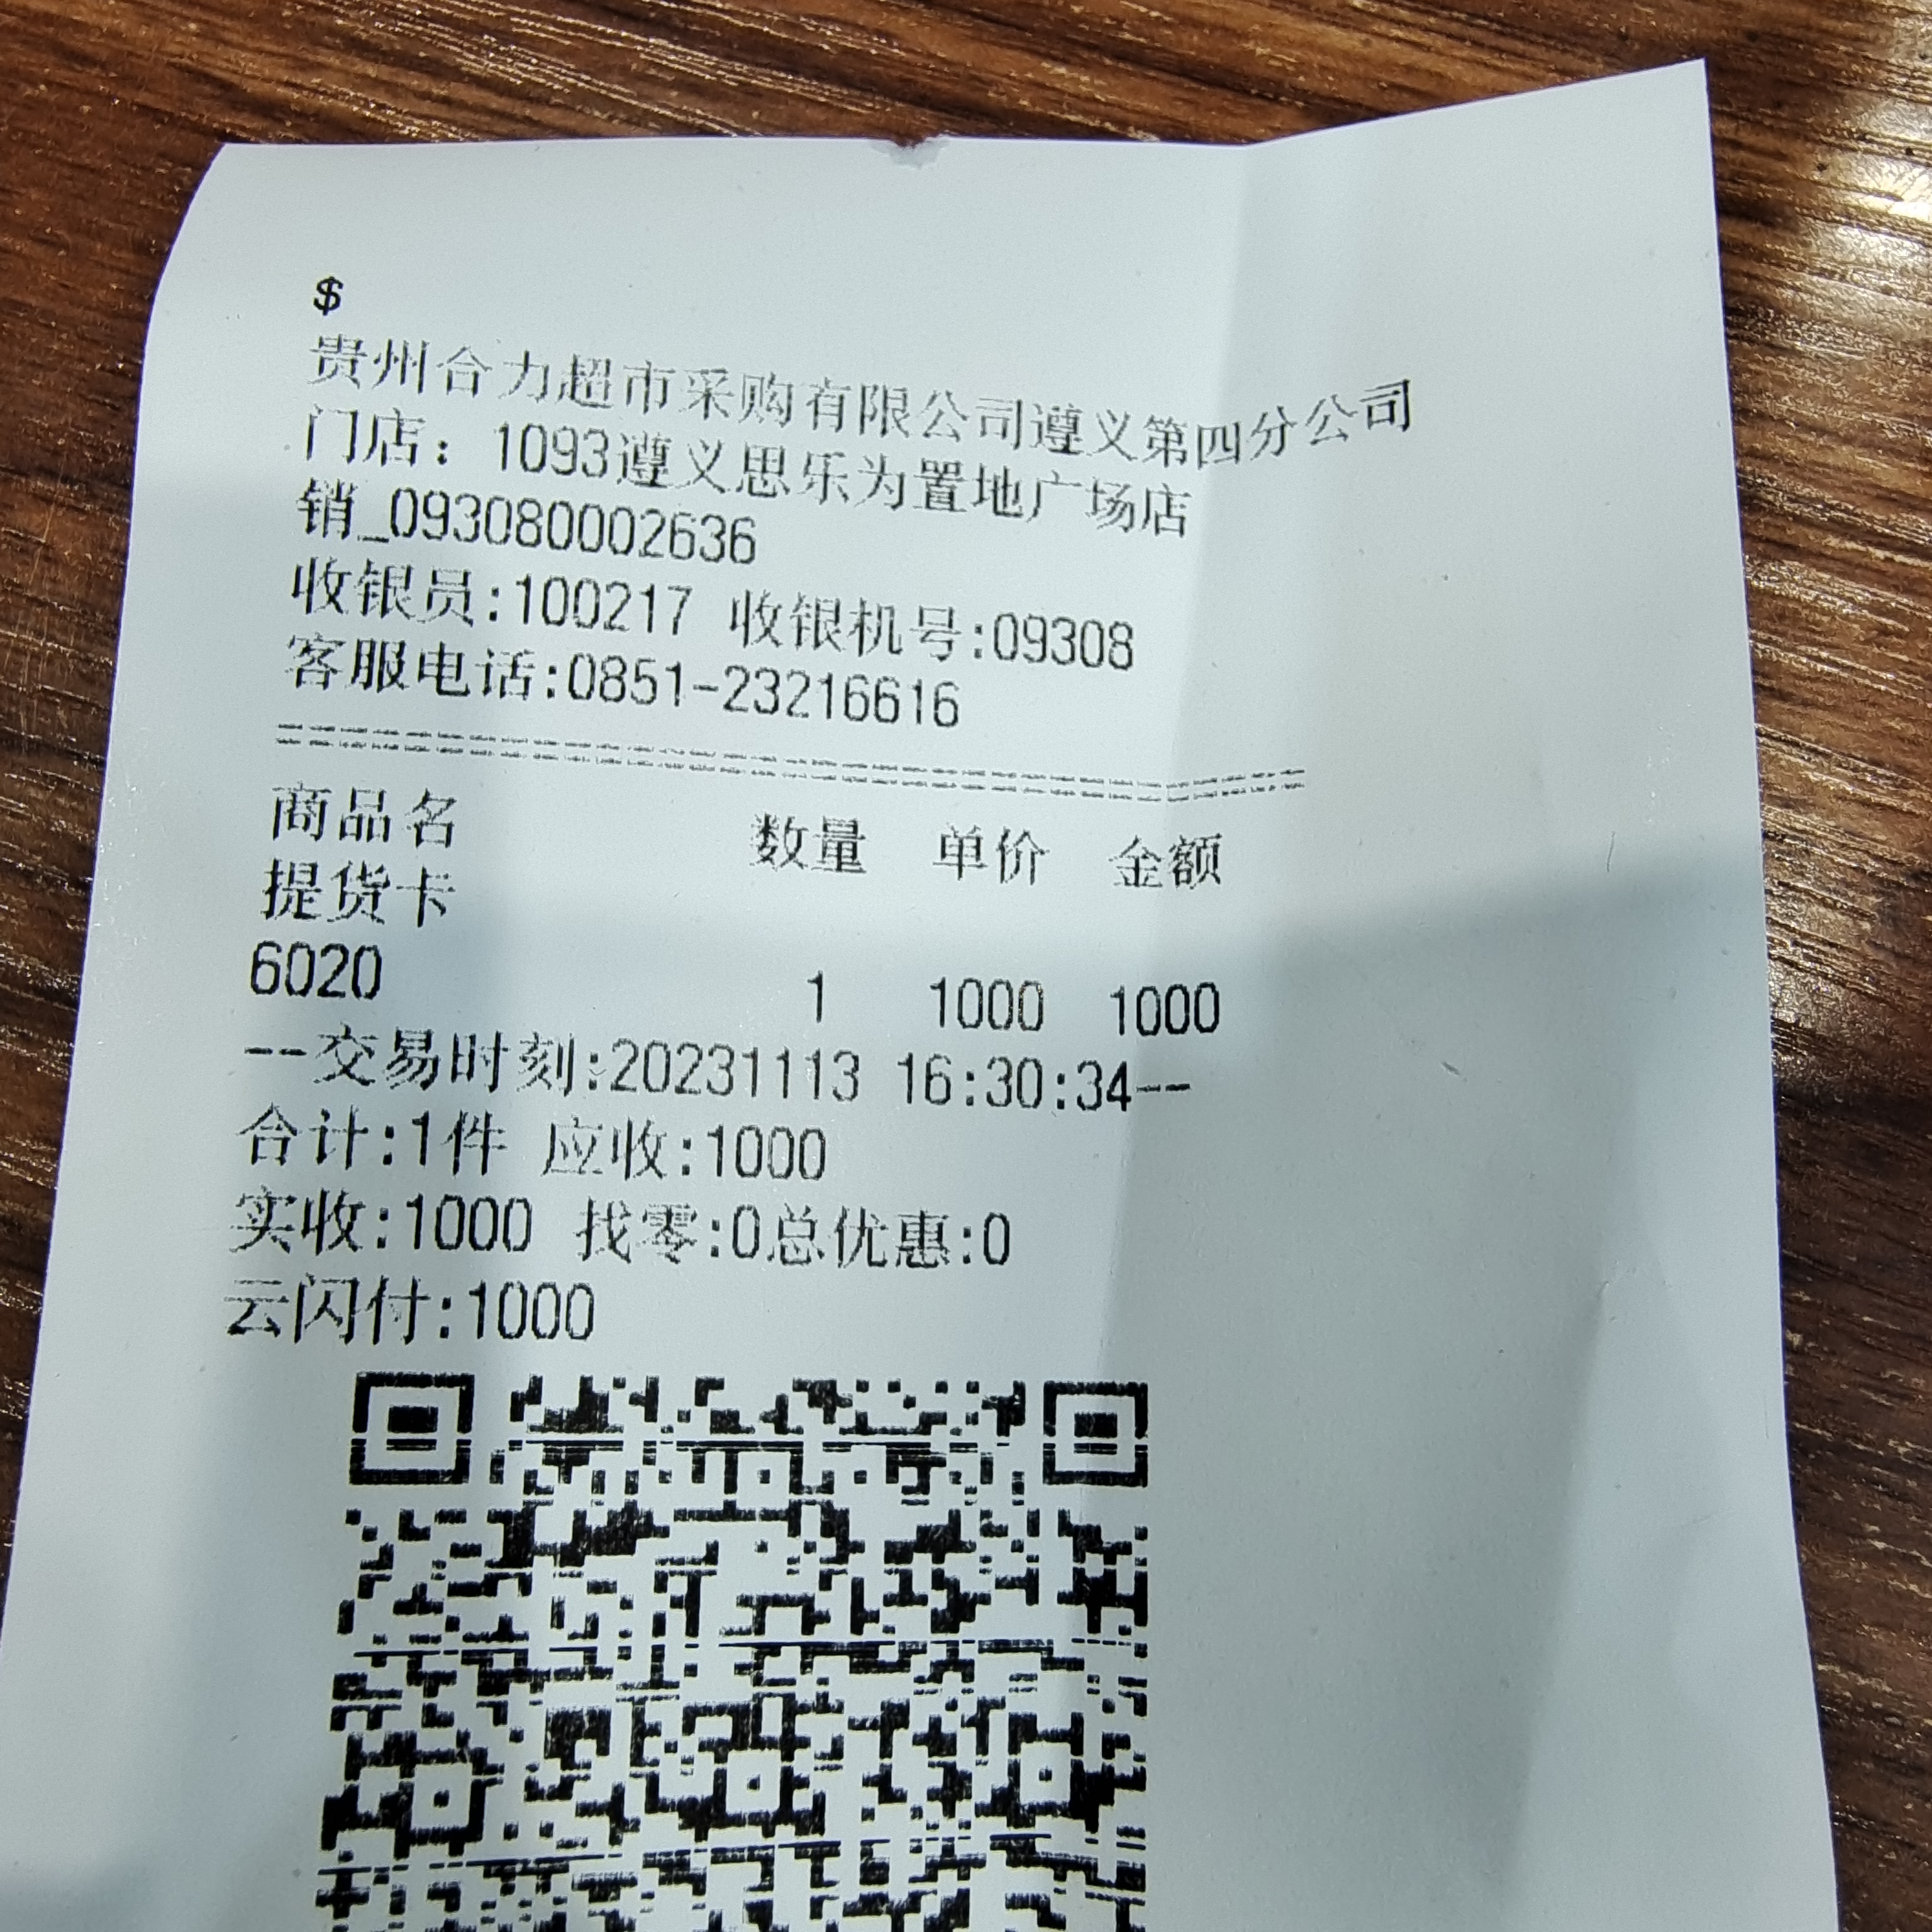 $
贵州合力超市采购有限公司遵义第四分公司
门店：1093遵义思乐为置地广场店
销_093080002636
收银员:100217 收银机号:09308
客服电话:0851-23216616
商品名 数量 单价 金额
提货卡
6020 1 1000 1000
--交易时刻:20231113 16:30:34--
合计:1件 应收:1000
实收:1000 找零:0总优惠:0
云闪付:1000